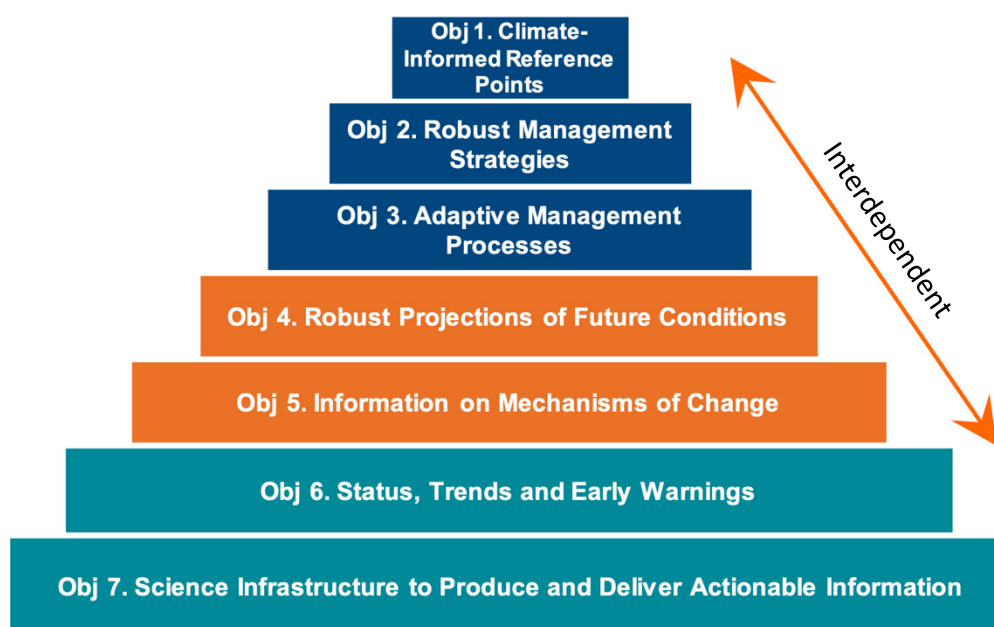 Obj 1. Climate-
Informed Reference
Points
Obj 2. Robust Management
Strategies
Obj 3. Adaptive Management
Processes
Obj 4. Robust Projections of Future Conditions
Obj 5. Information on Mechanisms of Change
Obj 6. Status, Trends and Early Warnings
Obj 7. Science Infrastructure to Produce and Deliver Actionable Information
Interdependent